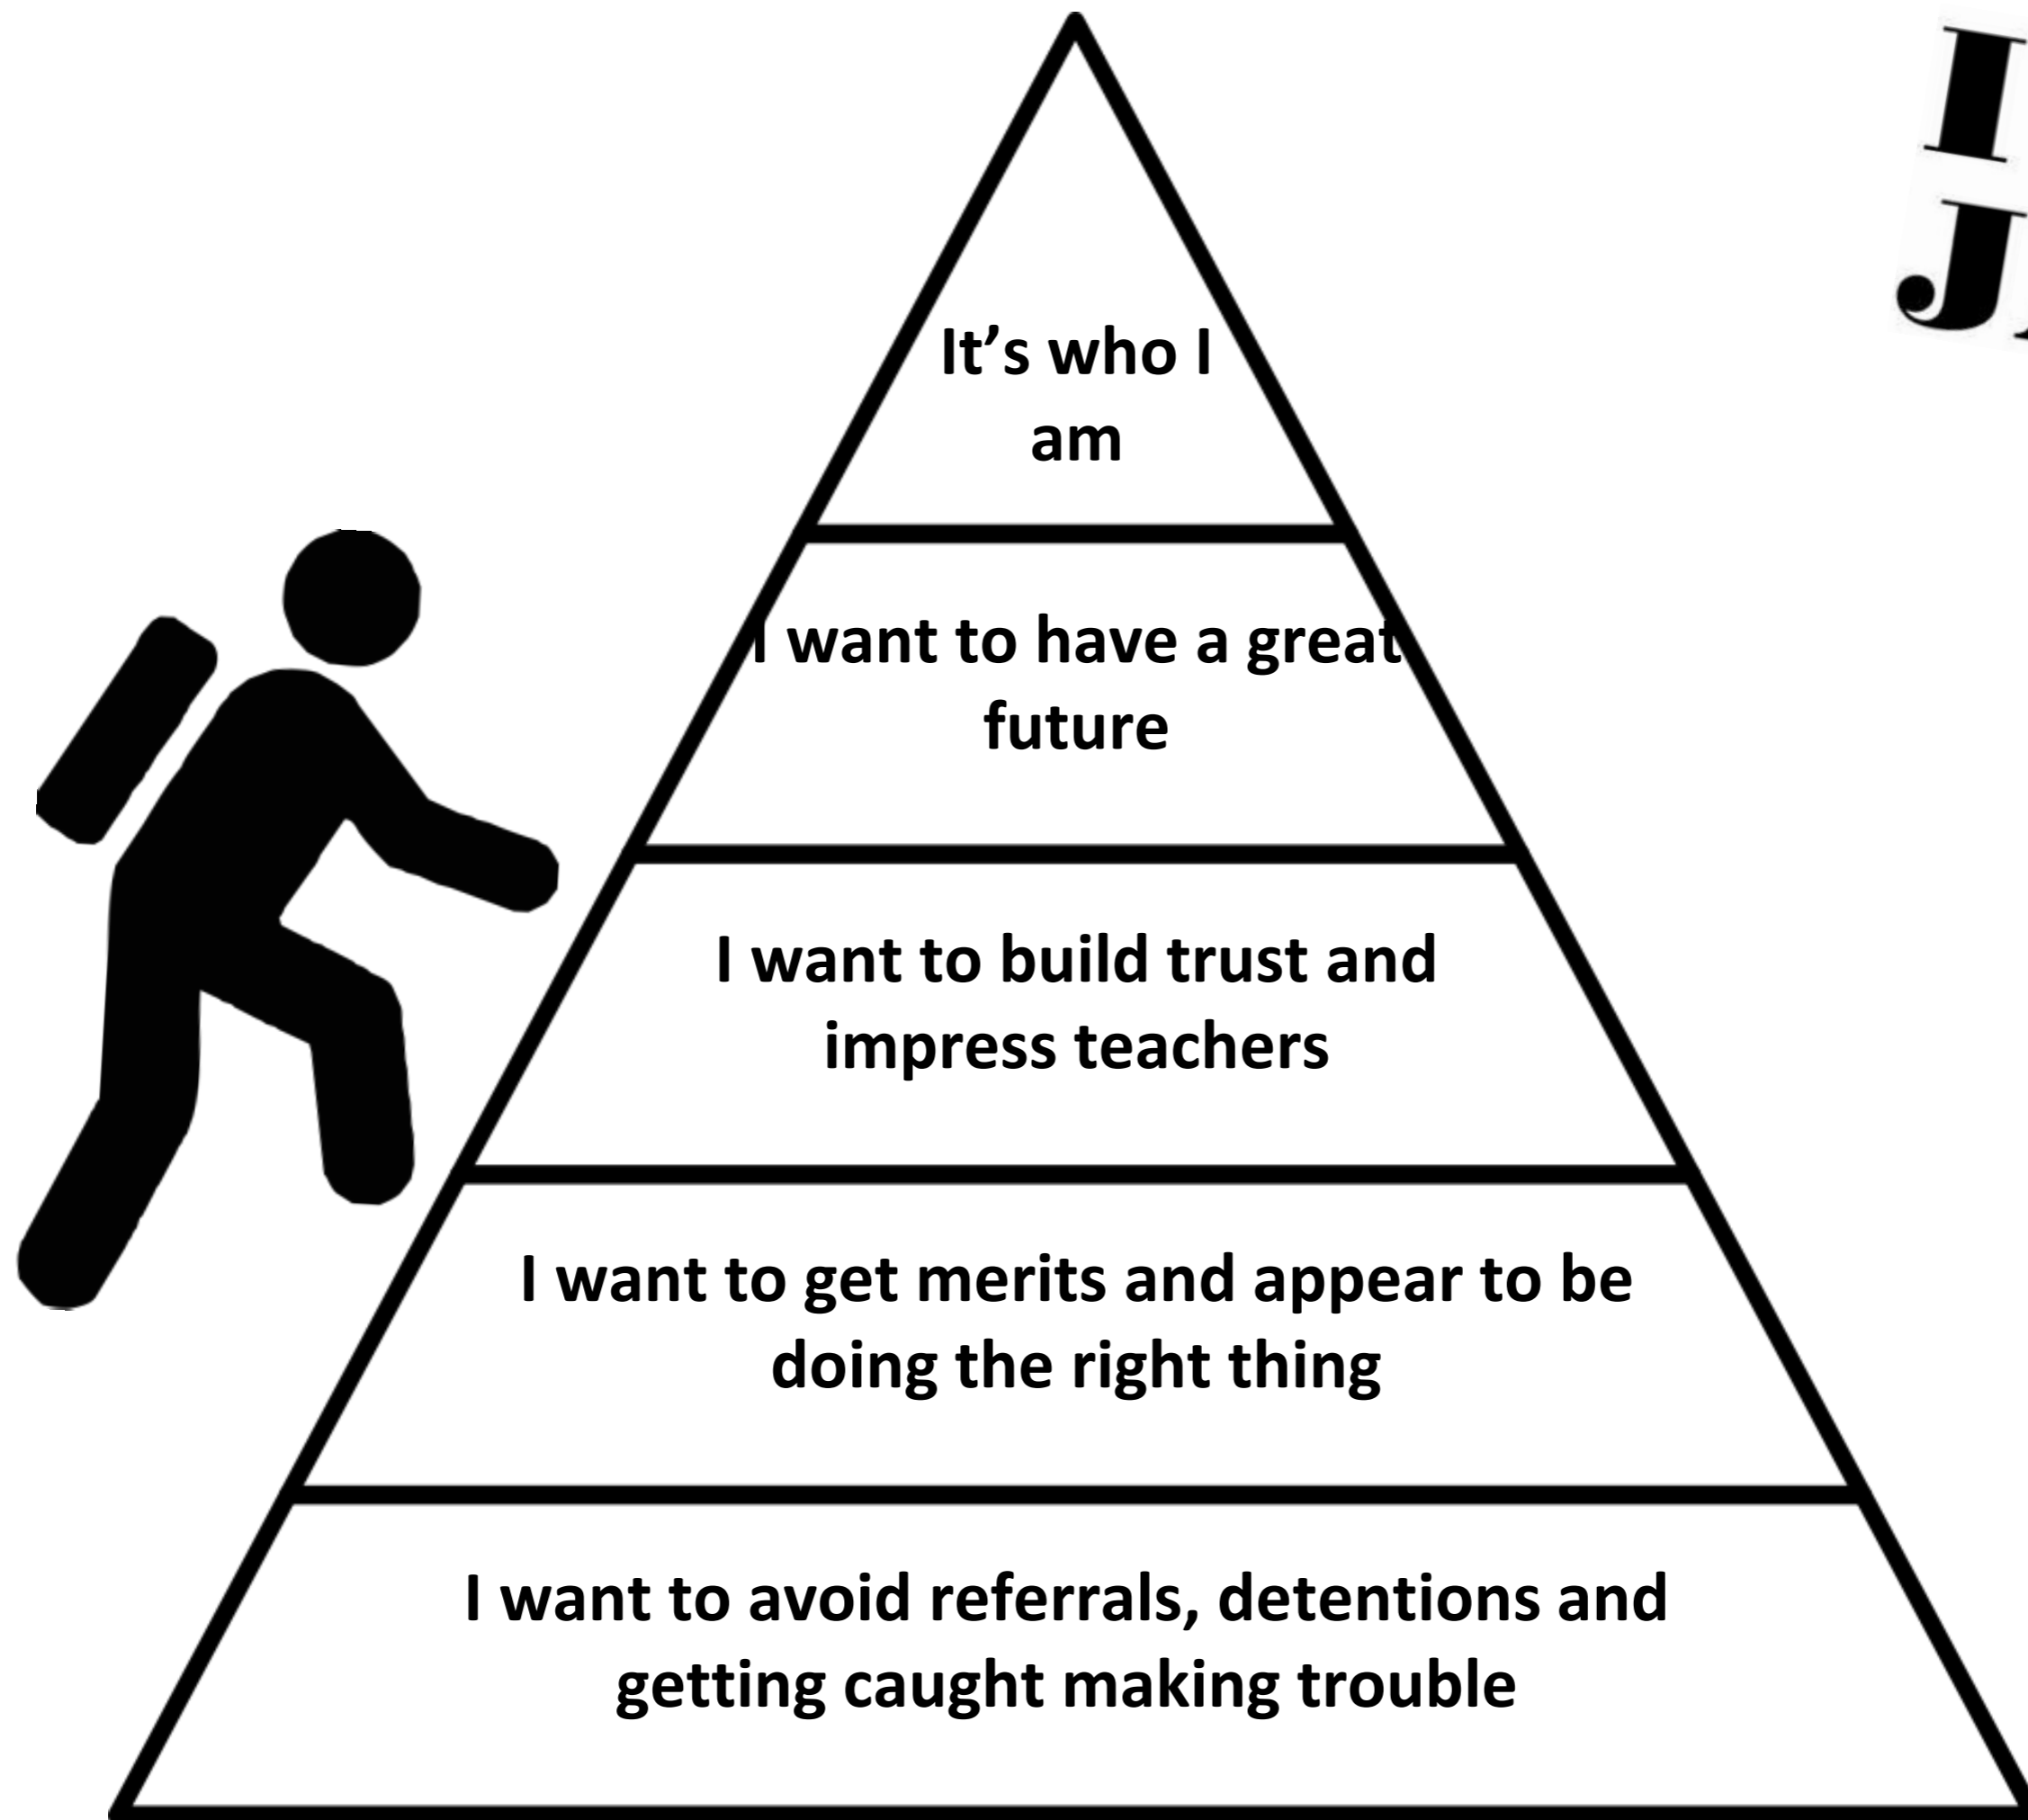 It’s who I
am
I want to have a great
future
I want to build trust and
impress teachers
I want to get merits and appear to be
doing the right thing
I want to avoid referrals, detentions and
getting caught making trouble